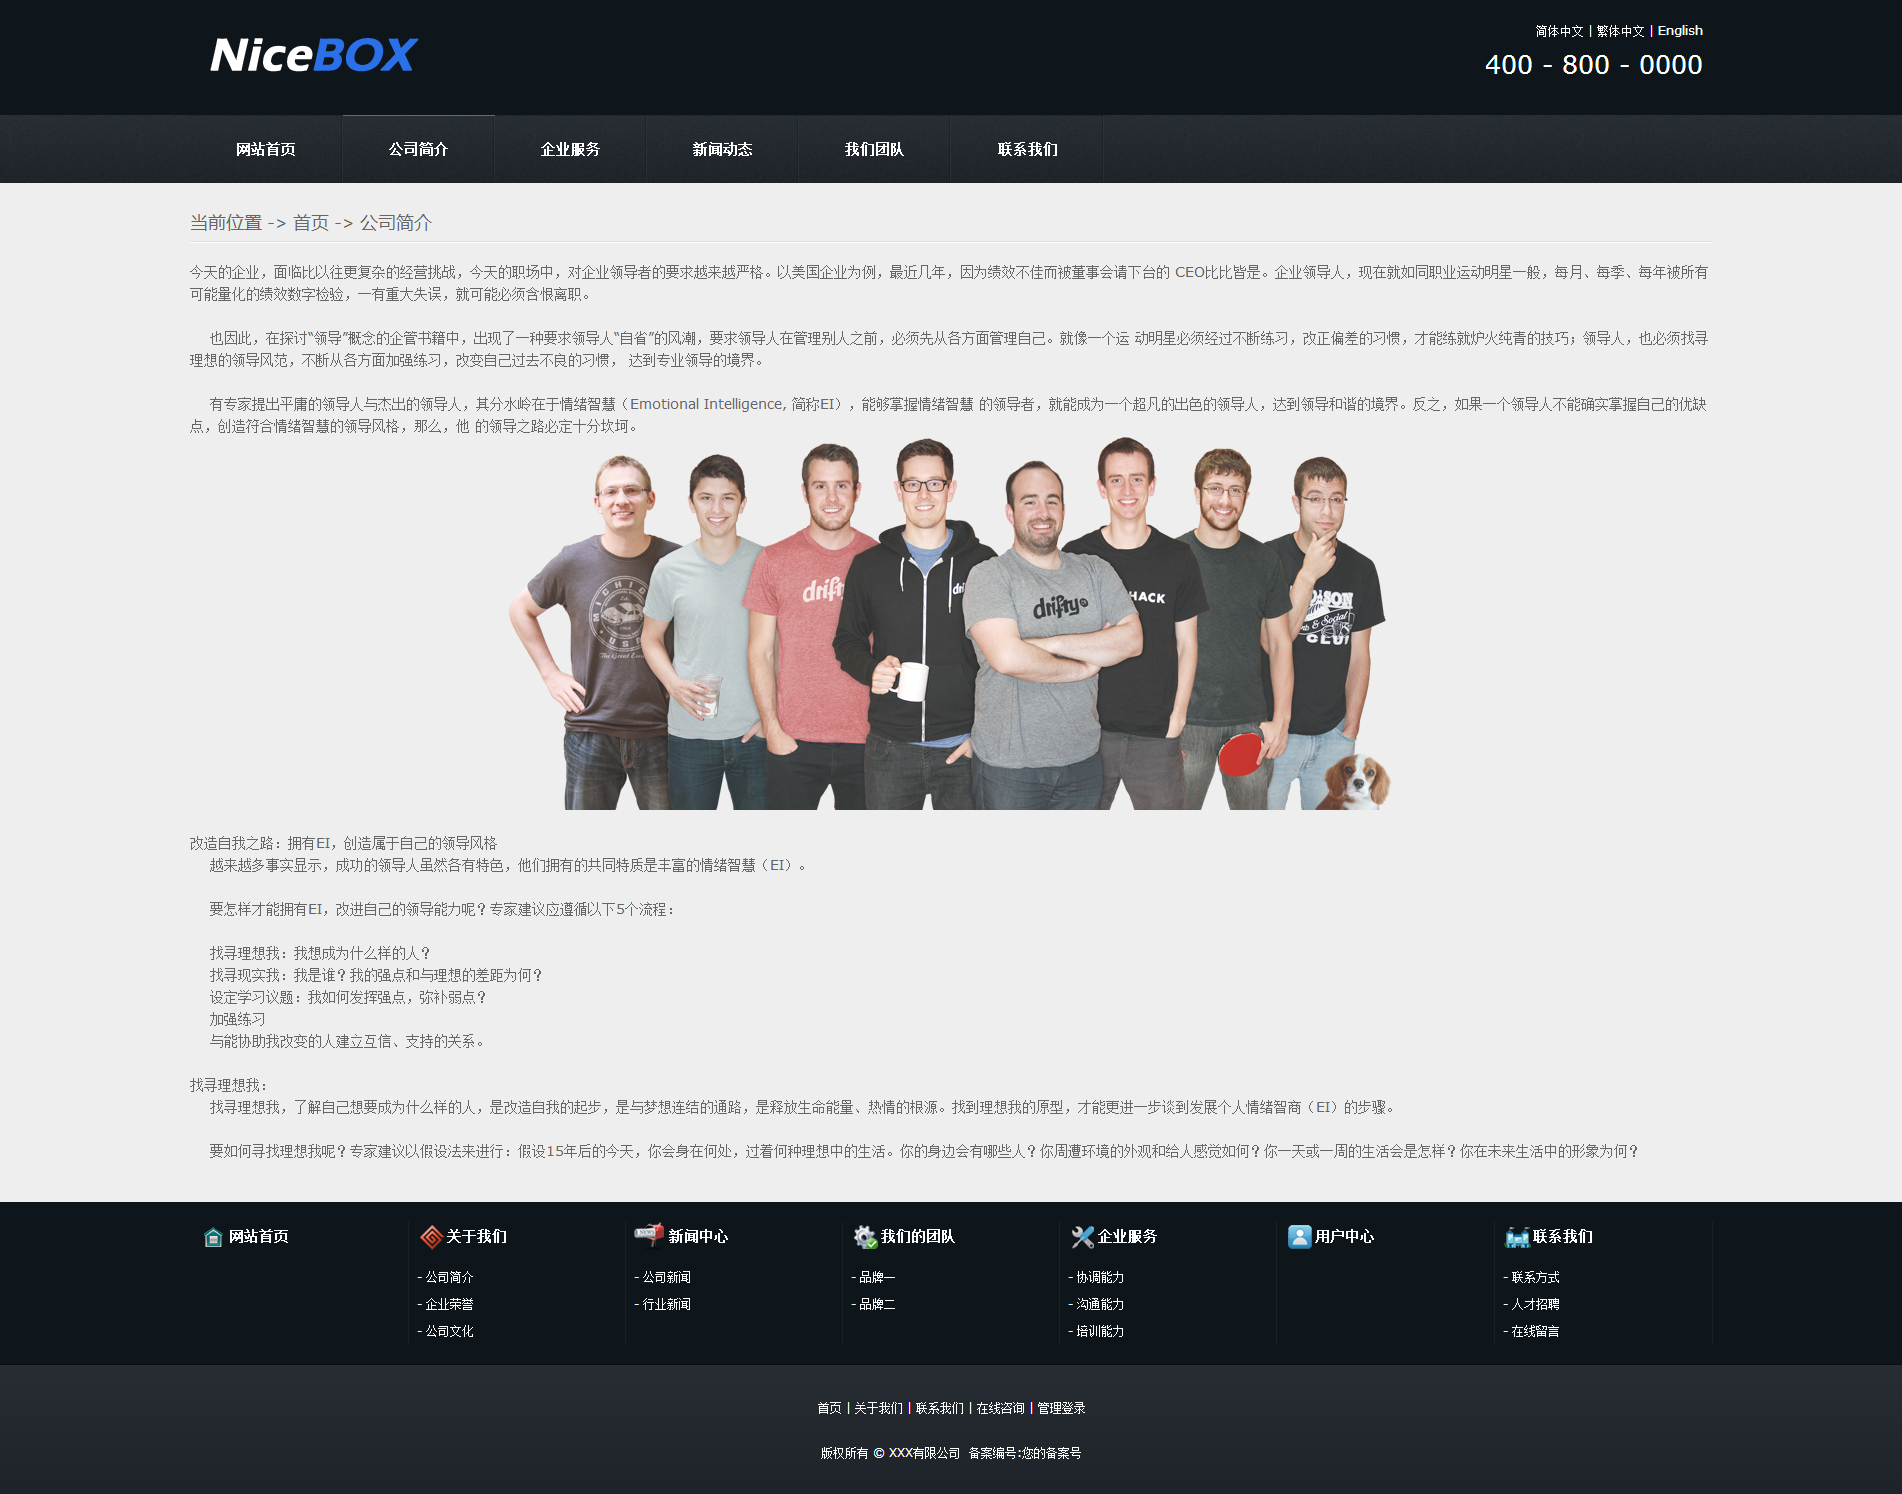 NiceBOX
简体中文 | 繁体中文 | English
400 - 800 - 0000
网站首页 公司简介 企业服务 新闻动态 我们团队 联系我们
当前位置 -> 首页 -> 公司简介
今天的企业，面临比以往更复杂的经营挑战，今天的职场中，对企业领导者的要求越来越严格。以美国企业为例，最近几年，因为绩效不佳而被董事会请下台的 CEO比比皆是。企业领导人，现在就如同职业运动明星一般，每月、每季、每年被所有
可能量化的绩效数字检验，一有重大失误，就可能必须含恨离职。
也因此，在探讨“领导”概念的企管书籍中，出现了一种要求领导人“自省”的风潮，要求领导人在管理别人之前，必须先从各方面管理自己。就像一个运 动明星必须经过不断练习，改正偏差的习惯，才能练就炉火纯青的技巧；领导人，也必须找寻
理想的领导风范，不断从各方面加强练习，改变自己过去不良的习惯， 达到专业领导的境界。
有专家提出平庸的领导人与杰出的领导人，其分水岭在于情绪智慧（Emotional Intelligence, 简称EI），能够掌握情绪智慧 的领导者，就能成为一个超凡的出色的领导人，达到领导和谐的境界。反之，如果一个领导人不能确实掌握自己的优缺
点，创造符合情绪智慧的领导风格，那么，他 的领导之路必定十分坎坷。
MICHIG
drifty
drifty
HACK
& Social
CLUB
改造自我之路：拥有EI，创造属于自己的领导风格
越来越多事实显示，成功的领导人虽然各有特色，他们拥有的共同特质是丰富的情绪智慧（EI）。
要怎样才能拥有EI，改进自己的领导能力呢？专家建议应遵循以下5个流程：
找寻理想我：我想成为什么样的人？
找寻现实我：我是谁？我的强点和与理想的差距为何？
设定学习议题：我如何发挥强点，弥补弱点？
加强练习
与能协助我改变的人建立互信、支持的关系。
找寻理想我：
找寻理想我，了解自己想要成为什么样的人，是改造自我的起步，是与梦想连结的通路，是释放生命能量、热情的根源。找到理想我的原型，才能更进一步谈到发展个人情绪智商（EI）的步骤。
要如何寻找理想我呢？专家建议以假设法来进行：假设15年后的今天，你会身在何处，过着何种理想中的生活。你的身边会有哪些人？你周遭环境的外观和给人感觉如何？你一天或一周的生活会是怎样？你在未来生活中的形象为何？
网站首页 关于我们 新闻中心 我们的团队 企业服务 用户中心 联系我们
- 公司简介 - 公司新闻 - 品牌一 - 协调能力 - 联系方式
- 企业荣誉 - 行业新闻 - 品牌二 - 沟通能力 - 人才招聘
- 公司文化 - 培训能力 - 在线留言
首页 | 关于我们 | 联系我们 | 在线咨询 | 管理登录
版权所有 © XXX有限公司 备案编号:您的备案号